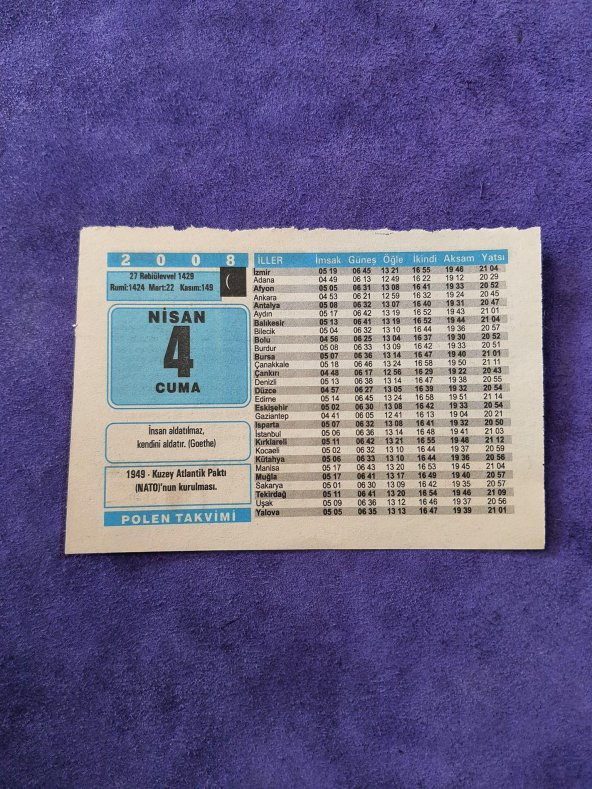 2 0 0 8
27 Rebiülevvel 1429
Rumî:1424 Mart:22 Kasım:149
NİSAN
4
CUMA
İnsan aldatılmaz,
kendini aldatır. (Goethe)
1949 - Kuzey Atlantik Paktı
(NATO)'nun kurulması.
POLEN TAKVİMİ
İLLER İmsak Güneş Öğle İkindi Akşam Yatsı
İzmir 05 19 06 45 13 21 16 55 19 46 21 04
Adana 04 49 06 13 12 49 16 22 19 12 20 29
Afyon 05 05 06 31 13 08 16 41 19 33 20 52
Ankara 04 53 06 21 12 59 16 32 19 24 20 45
Antalya 05 08 06 32 13 07 16 40 19 31 20 47
Aydın 05 17 06 42 13 19 16 52 19 43 21 01
Balıkesir 05 13 06 41 13 19 16 52 19 44 21 04
Bilecik 05 04 06 32 13 10 16 44 19 36 20 57
Bolu 04 56 06 25 13 04 16 37 19 30 20 52
Burdur 05 08 06 33 13 09 16 42 19 33 20 51
Bursa 05 07 06 36 13 14 16 47 19 40 21 01
Çanakkale 05 18 06 46 13 24 16 58 19 50 21 11
Çankırı 04 48 06 17 12 56 16 29 19 22 20 43
Denizli 05 13 06 38 13 14 16 47 19 38 20 55
Düzce 04 57 06 27 13 05 16 39 19 32 20 54
Edirne 05 14 06 45 13 24 16 58 19 51 21 14
Eskişehir 05 02 06 30 13 08 16 42 19 33 20 54
Gaziantep 04 41 06 05 12 41 16 13 19 04 20 21
Isparta 05 07 06 32 13 08 16 41 19 32 20 50
İstanbul 05 06 06 36 13 14 16 48 19 41 21 03
Kırklareli 05 11 06 42 13 21 16 55 19 48 21 12
Kocaeli 05 02 06 32 13 10 16 44 19 37 20 59
Kütahya 05 06 06 33 13 10 16 44 19 36 20 56
Manisa 05 17 06 43 13 20 16 53 19 45 21 04
Muğla 05 17 06 41 13 17 16 49 19 40 20 57
Sakarya 05 01 06 30 13 09 16 42 19 35 20 57
Tekirdağ 05 11 06 41 13 20 16 54 19 46 21 09
Uşak 05 09 06 35 13 12 16 46 19 37 20 56
Yalova 05 05 06 35 13 13 16 47 19 39 21 01